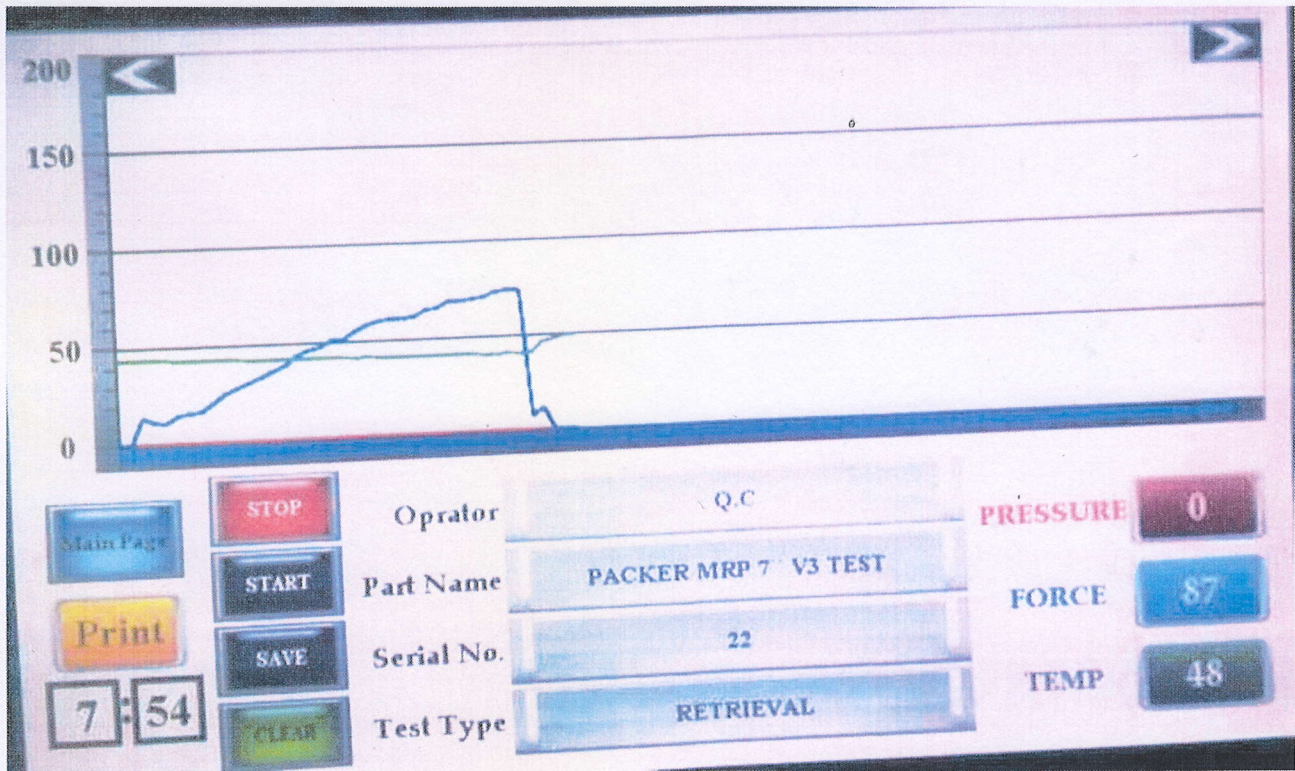 200
150
100
50
0
Main Page
Print
7:54
STOP
START
SAVE
CLEAR
Oprator
Q.C
Part Name
PACKER MRP 7 V3 TEST
Serial No.
22
Test Type
RETRIEVAL
PRESSURE
0
FORCE
87
TEMP
48